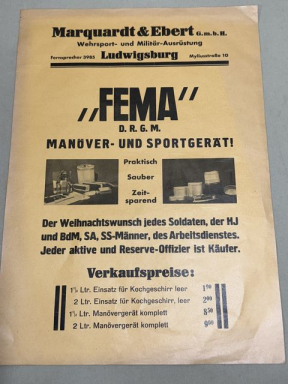 Marquardt & Ebert G.m.b.H.
Wehrsport- und Militär-Ausrüstung
Fernsprecher 3983 Ludwigsburg Myliusstraße 10
„FEMA“
D. R. G. M.
MANÖVER- UND SPORTGERÄT!
Praktisch
Sauber
Zeit-
sparend
Der Weihnachtswunsch jedes Soldaten, der HJ
und BdM, SA, SS-Männer, des Arbeitsdienstes.
Jeder aktive und Reserve-Offizier ist Käufer.
Verkaufspreise:
1½ Ltr. Einsatz für Kochgeschirr leer
2 Ltr. Einsatz für Kochgeschirr leer
1½ Ltr. Manövergerät komplett 8⁵⁰
2 Ltr. Manövergerät komplett